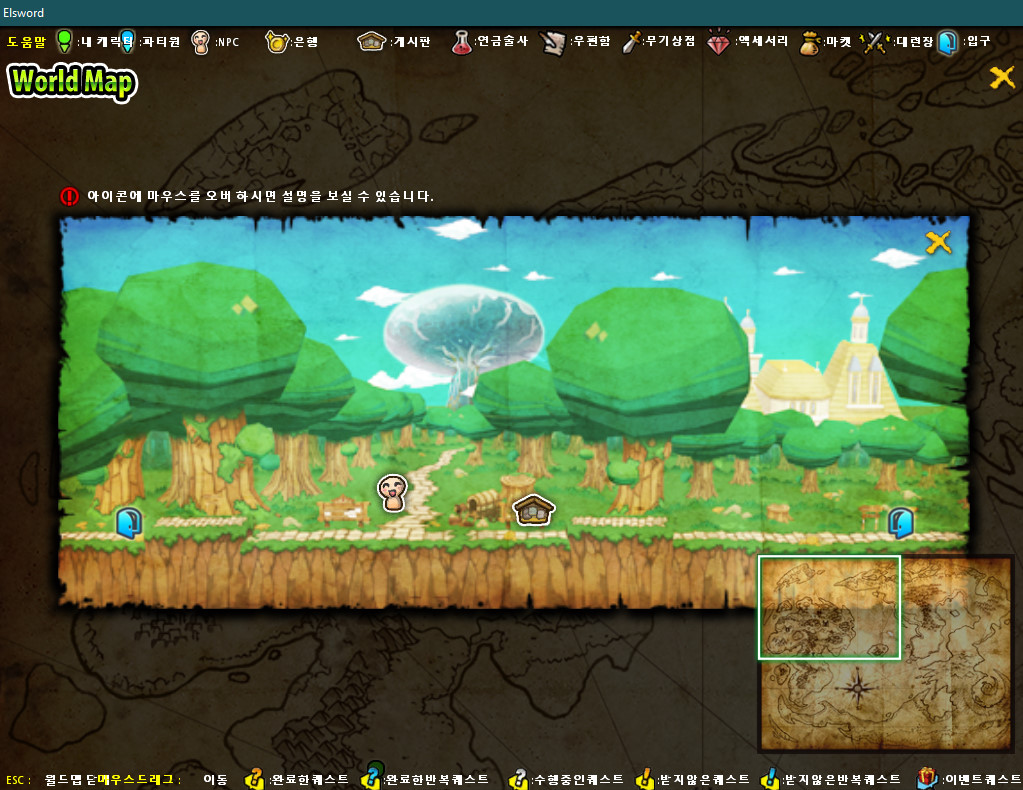 Elsword
도움말 :내 캐릭터 :파티원 :NPC :은행 :게시판 :연금술사 :우편함 :무기상점 :액세서리 :마켓 :대련장 :입구
World Map
아이콘에 마우스를 오버 하시면 설명을 보실 수 있습니다.
ESC : 월드맵 닫 마우스드래그 : 이동 :완료한퀘스트 :완료한반복퀘스트 :수행중인퀘스트 :받지않은퀘스트 :받지않은반복퀘스트 :이벤트퀘스트